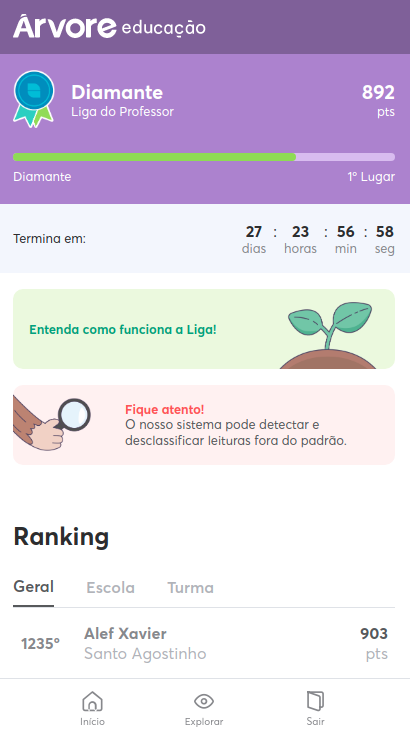 Árvore educação
Diamante
892
Liga do Professor
pts
Diamante
1º Lugar
Termina em:
27 : 23 : 56 : 58
dias horas min seg
Entenda como funciona a Liga!
Fique atento!
O nosso sistema pode detectar e
desclassificar leituras fora do padrão.
Ranking
Geral Escola Turma
1235º
Alef Xavier
903
Santo Agostinho
pts
Início Explorar Sair